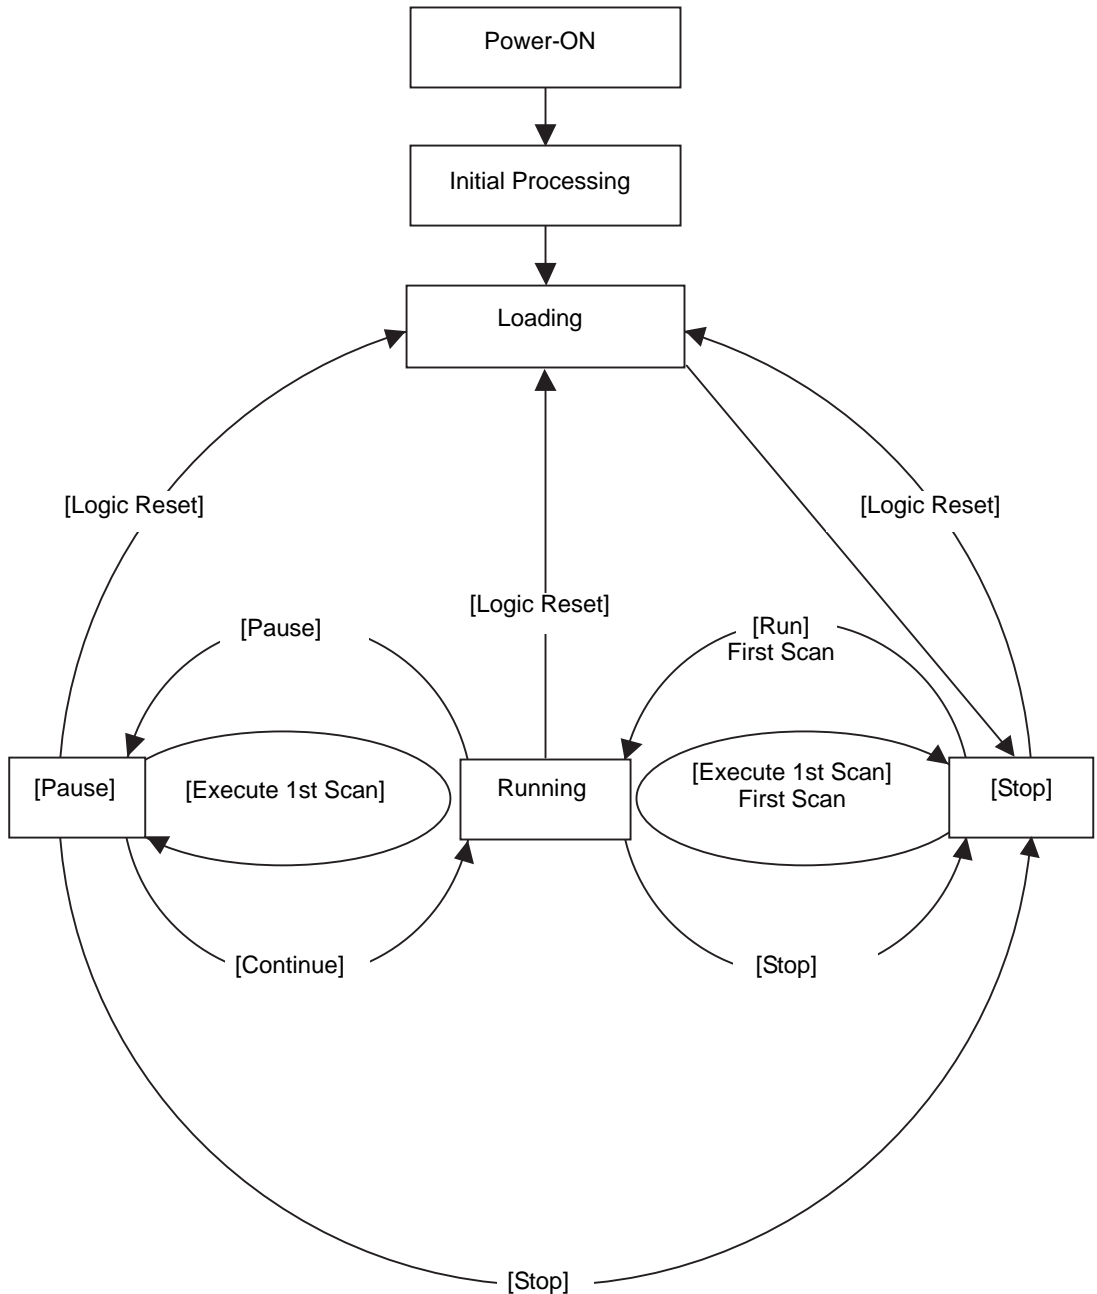 Power-ON
Initial Processing
Loading
[Logic Reset]
[Logic Reset]
[Logic Reset]
[Pause]
[Run]
First Scan
[Pause]
[Execute 1st Scan]
Running
[Execute 1st Scan]
First Scan
[Stop]
[Continue]
[Stop]
[Stop]